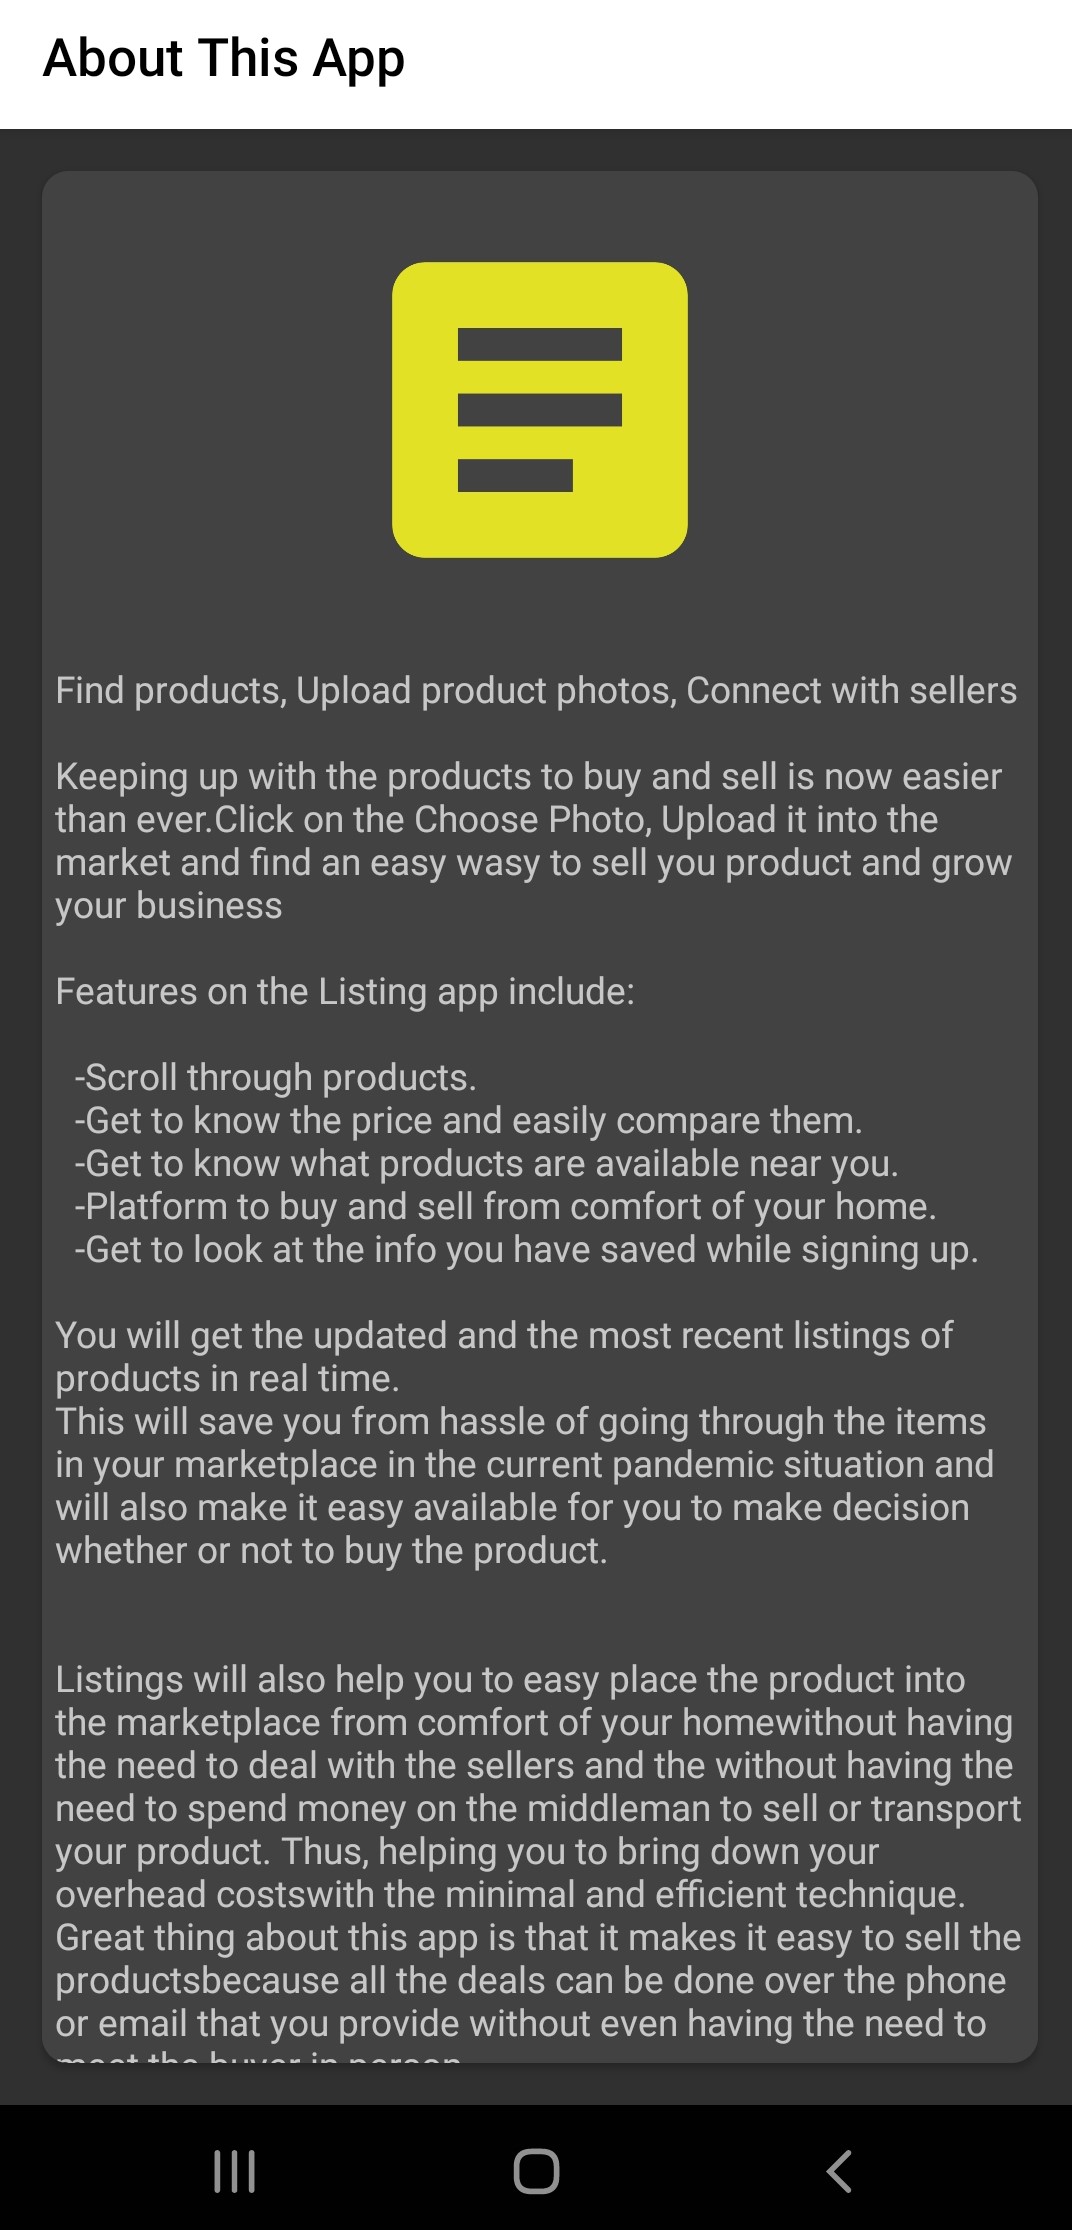 About This App
Find products, Upload product photos, Connect with sellers
Keeping up with the products to buy and sell is now easier
than ever.Click on the Choose Photo, Upload it into the
market and find an easy wasy to sell you product and grow
your business
Features on the Listing app include:
-Scroll through products.
-Get to know the price and easily compare them.
-Get to know what products are available near you.
-Platform to buy and sell from comfort of your home.
-Get to look at the info you have saved while signing up.
You will get the updated and the most recent listings of
products in real time.
This will save you from hassle of going through the items
in your marketplace in the current pandemic situation and
will also make it easy available for you to make decision
whether or not to buy the product.
Listings will also help you to easy place the product into
the marketplace from comfort of your homewithout having
the need to deal with the sellers and the without having the
need to spend money on the middleman to sell or transport
your product. Thus, helping you to bring down your
overhead costswith the minimal and efficient technique.
Great thing about this app is that it makes it easy to sell the
productsbecause all the deals can be done over the phone
or email that you provide without even having the need to
meet the buyer in person